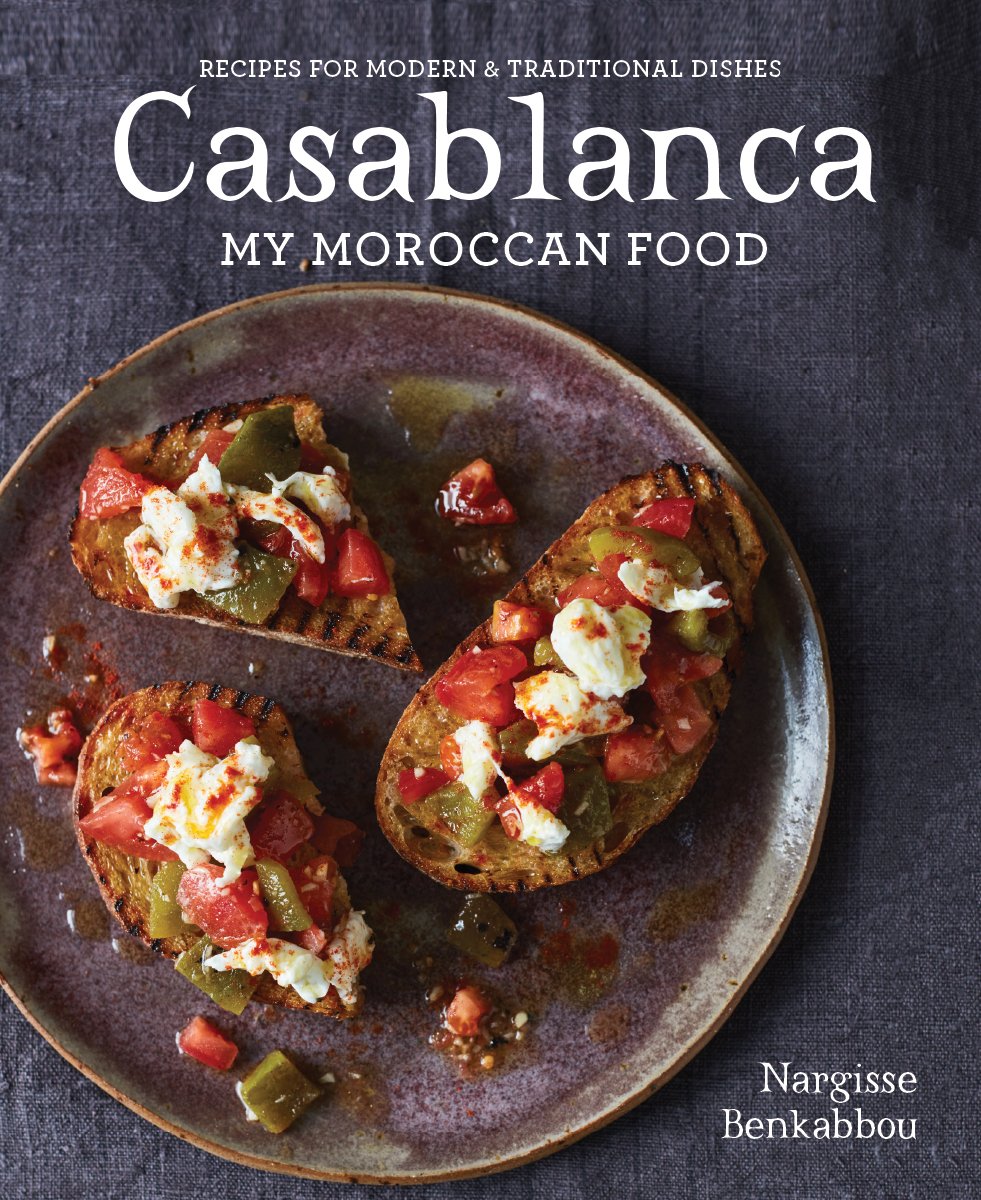 RECIPES FOR MODERN & TRADITIONAL DISHES
Casablanca
MY MOROCCAN FOOD
Nargisse
Benkabbou